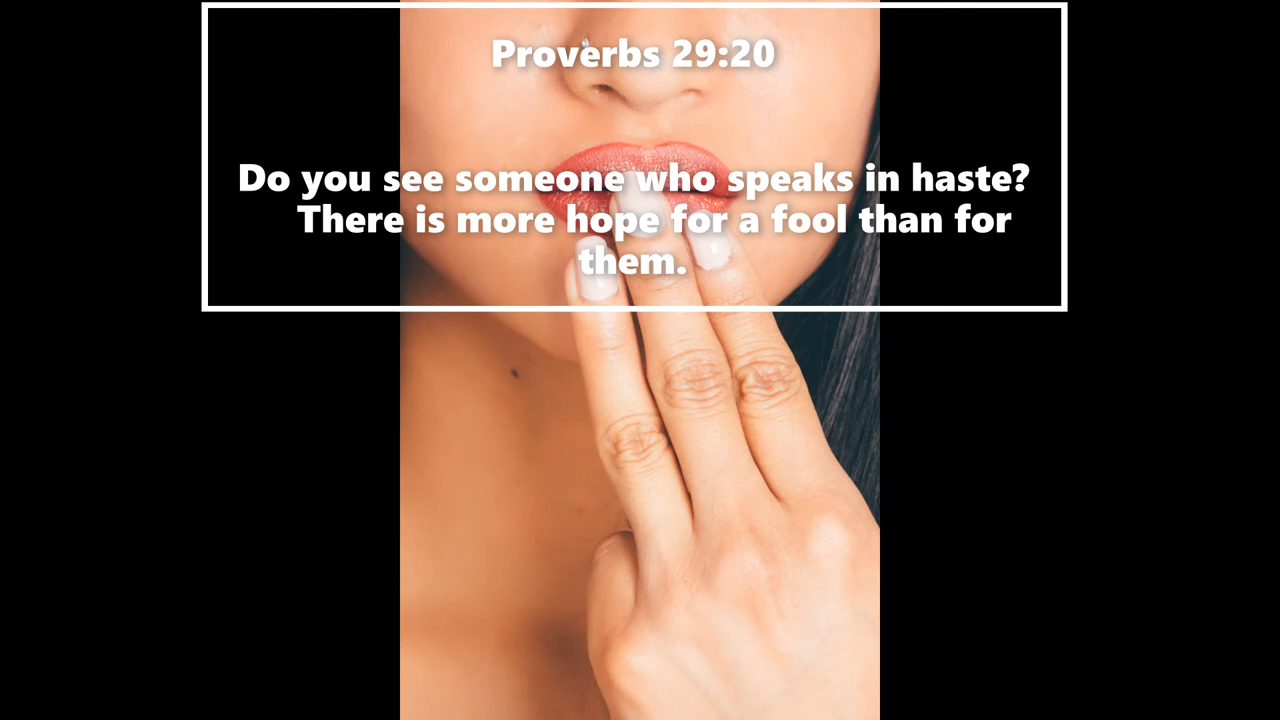 Proverbs 29:20
Do you see someone who speaks in haste?
There is more hope for a fool than for
them.